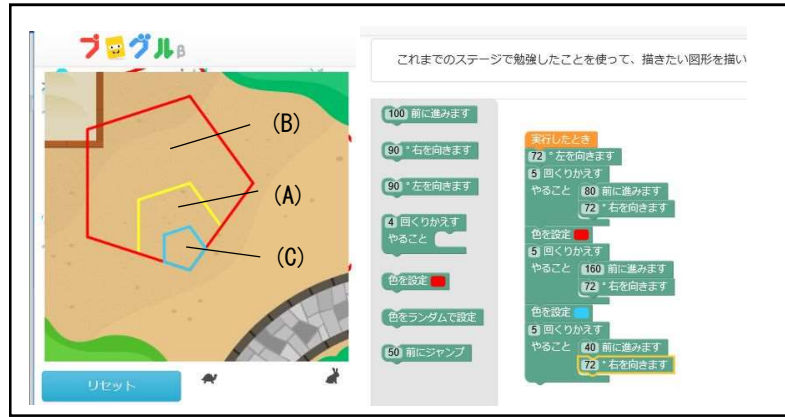 プログルβ
(B)
(A)
(C)
リセット
これまでのステージで勉強したことを使って、描きたい図形を描い
100 前に進みます
90 ° 右を向きます
90 ° 左を向きます
4 回くりかえす
やること
色を設定
色をランダムで設定
50 前にジャンプ
実行したとき
72 ° 左を向きます
5 回くりかえす
やること 80 前に進みます
72 ° 右を向きます
色を設定
5 回くりかえす
やること 160 前に進みます
72 ° 右を向きます
色を設定
5 回くりかえす
やること 40 前に進みます
72 ° 右を向きます